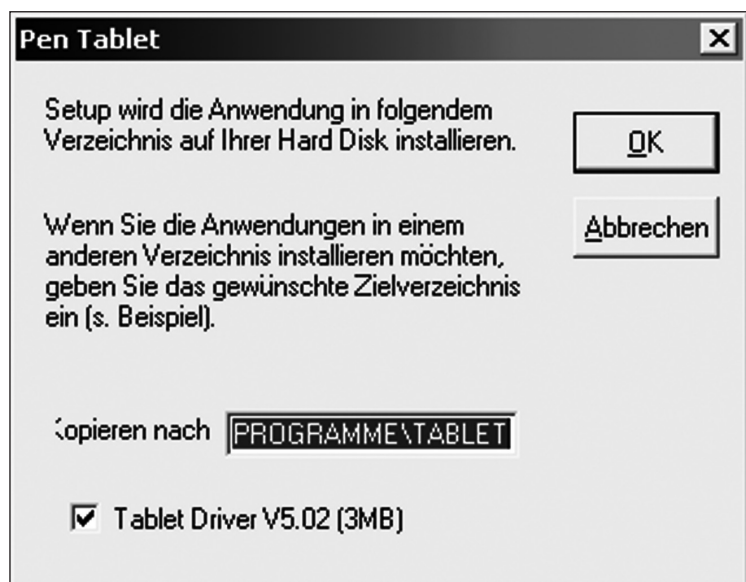 Pen Tablet
Setup wird die Anwendung in folgendem
Verzeichnis auf Ihrer Hard Disk installieren.
OK
Wenn Sie die Anwendungen in einem
anderen Verzeichnis installieren möchten,
geben Sie das gewünschte Zielverzeichnis
ein (s. Beispiel).
Abbrechen
Kopieren nach PROGRAMME\TABLET
Tablet Driver V5.02 (3MB)